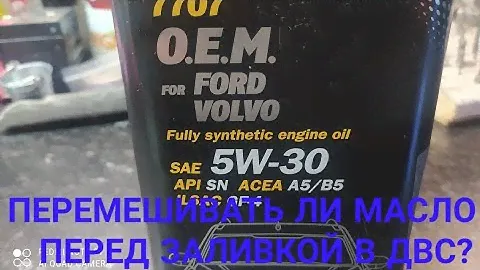 7707
O.E.M.
FOR FORD
VOLVO
Fully synthetic engine oil
SAE 5W-30
API SN ACEA A5/B5
ПЕРЕМЕШИВАТЬ ЛИ МАСЛО
ПЕРЕД ЗАЛИВКОЙ В ДВС?